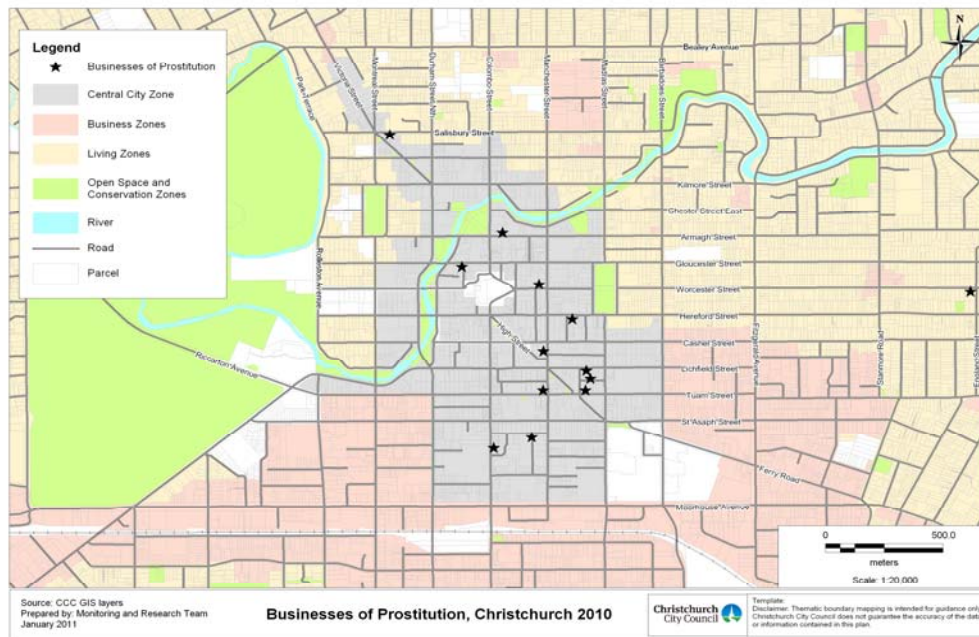 Legend
Businesses of Prostitution
Central City Zone
Business Zones
Living Zones
Open Space and
Conservation Zones
River
Road
Parcel
N
Bealey Avenue
Park Terrace
Victoria Street
Montreal Street
Durham Street Nth
Colombo Street
Manchester Street
Madras Street
Barbadoes Street
Salisbury Street
Kilmore Street
Chester Street East
Armagh Street
Gloucester Street
Rolleston Avenue
Worcester Street
Hereford Street
High Street
Cashel Street
Fitzgerald Avenue
Stanmore Road
England Street
Riccarton Avenue
Lichfield Street
Tuam Street
St Asaph Street
Ferry Road
Moorhouse Avenue
0 500.0
meters
Scale: 1:20,000
Source: CCC GIS layers
Prepared by: Monitoring and Research Team
January 2011
Businesses of Prostitution, Christchurch 2010
Christchurch
City Council
Template:
Disclaimer: Thematic boundary mapping is intended for guidance only
Christchurch City Council does not guarantee the accuracy of the data
or information contained in this plan.